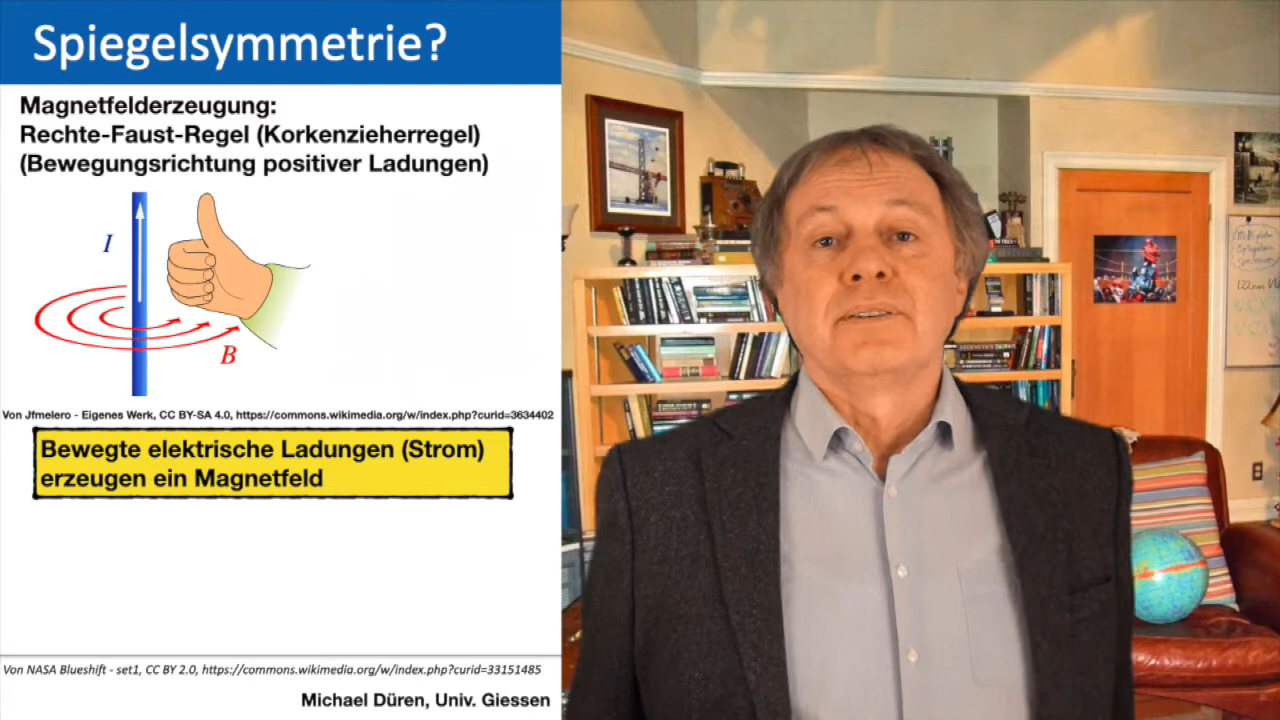 Spiegelsymmetrie?
Magnetfelderzeugung:
Rechte-Faust-Regel (Korkenzieherregel)
(Bewegungsrichtung positiver Ladungen)
I
B
Von Jfmelero - Eigenes Werk, CC BY-SA 4.0, https://commons.wikimedia.org/w/index.php?curid=3634402
Bewegte elektrische Ladungen (Strom)
erzeugen ein Magnetfeld
Von NASA Blueshift - set1, CC BY 2.0, https://commons.wikimedia.org/w/index.php?curid=33151485
Michael Düren, Univ. Giessen